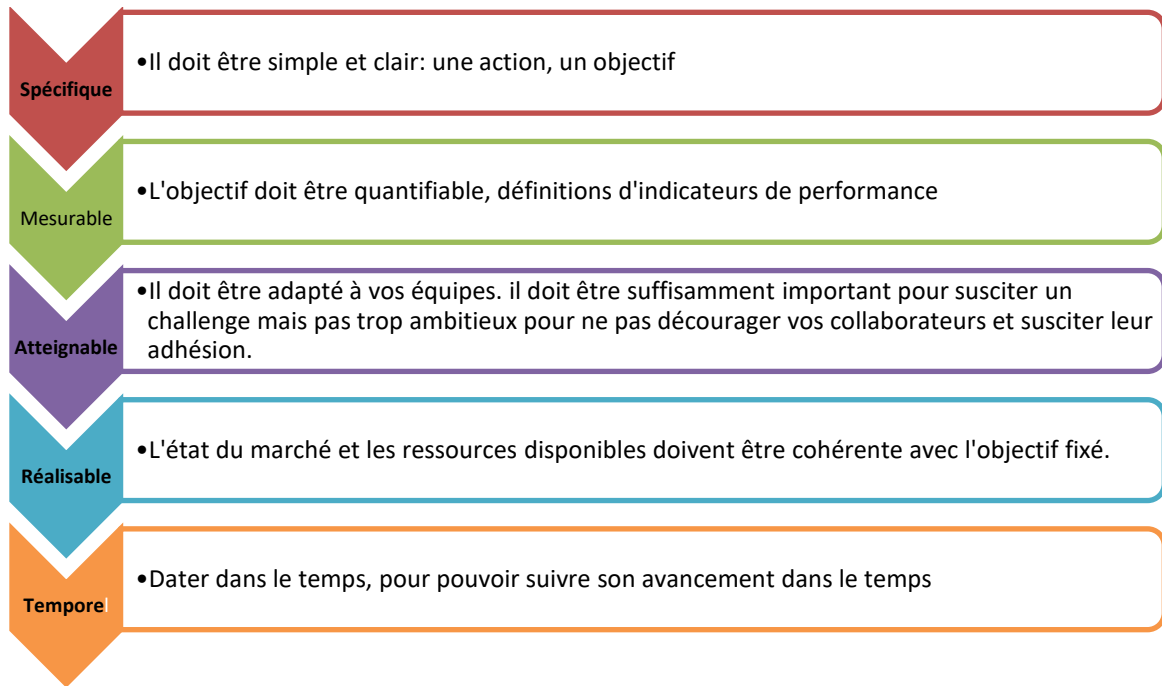 Spécifique
•Il doit être simple et clair: une action, un objectif
Mesurable
•L'objectif doit être quantifiable, définitions d'indicateurs de performance
Atteignable
•Il doit être adapté à vos équipes. il doit être suffisamment important pour susciter un
challenge mais pas trop ambitieux pour ne pas décourager vos collaborateurs et susciter leur
adhésion.
Réalisable
•L'état du marché et les ressources disponibles doivent être cohérente avec l'objectif fixé.
Temporel
•Dater dans le temps, pour pouvoir suivre son avancement dans le temps